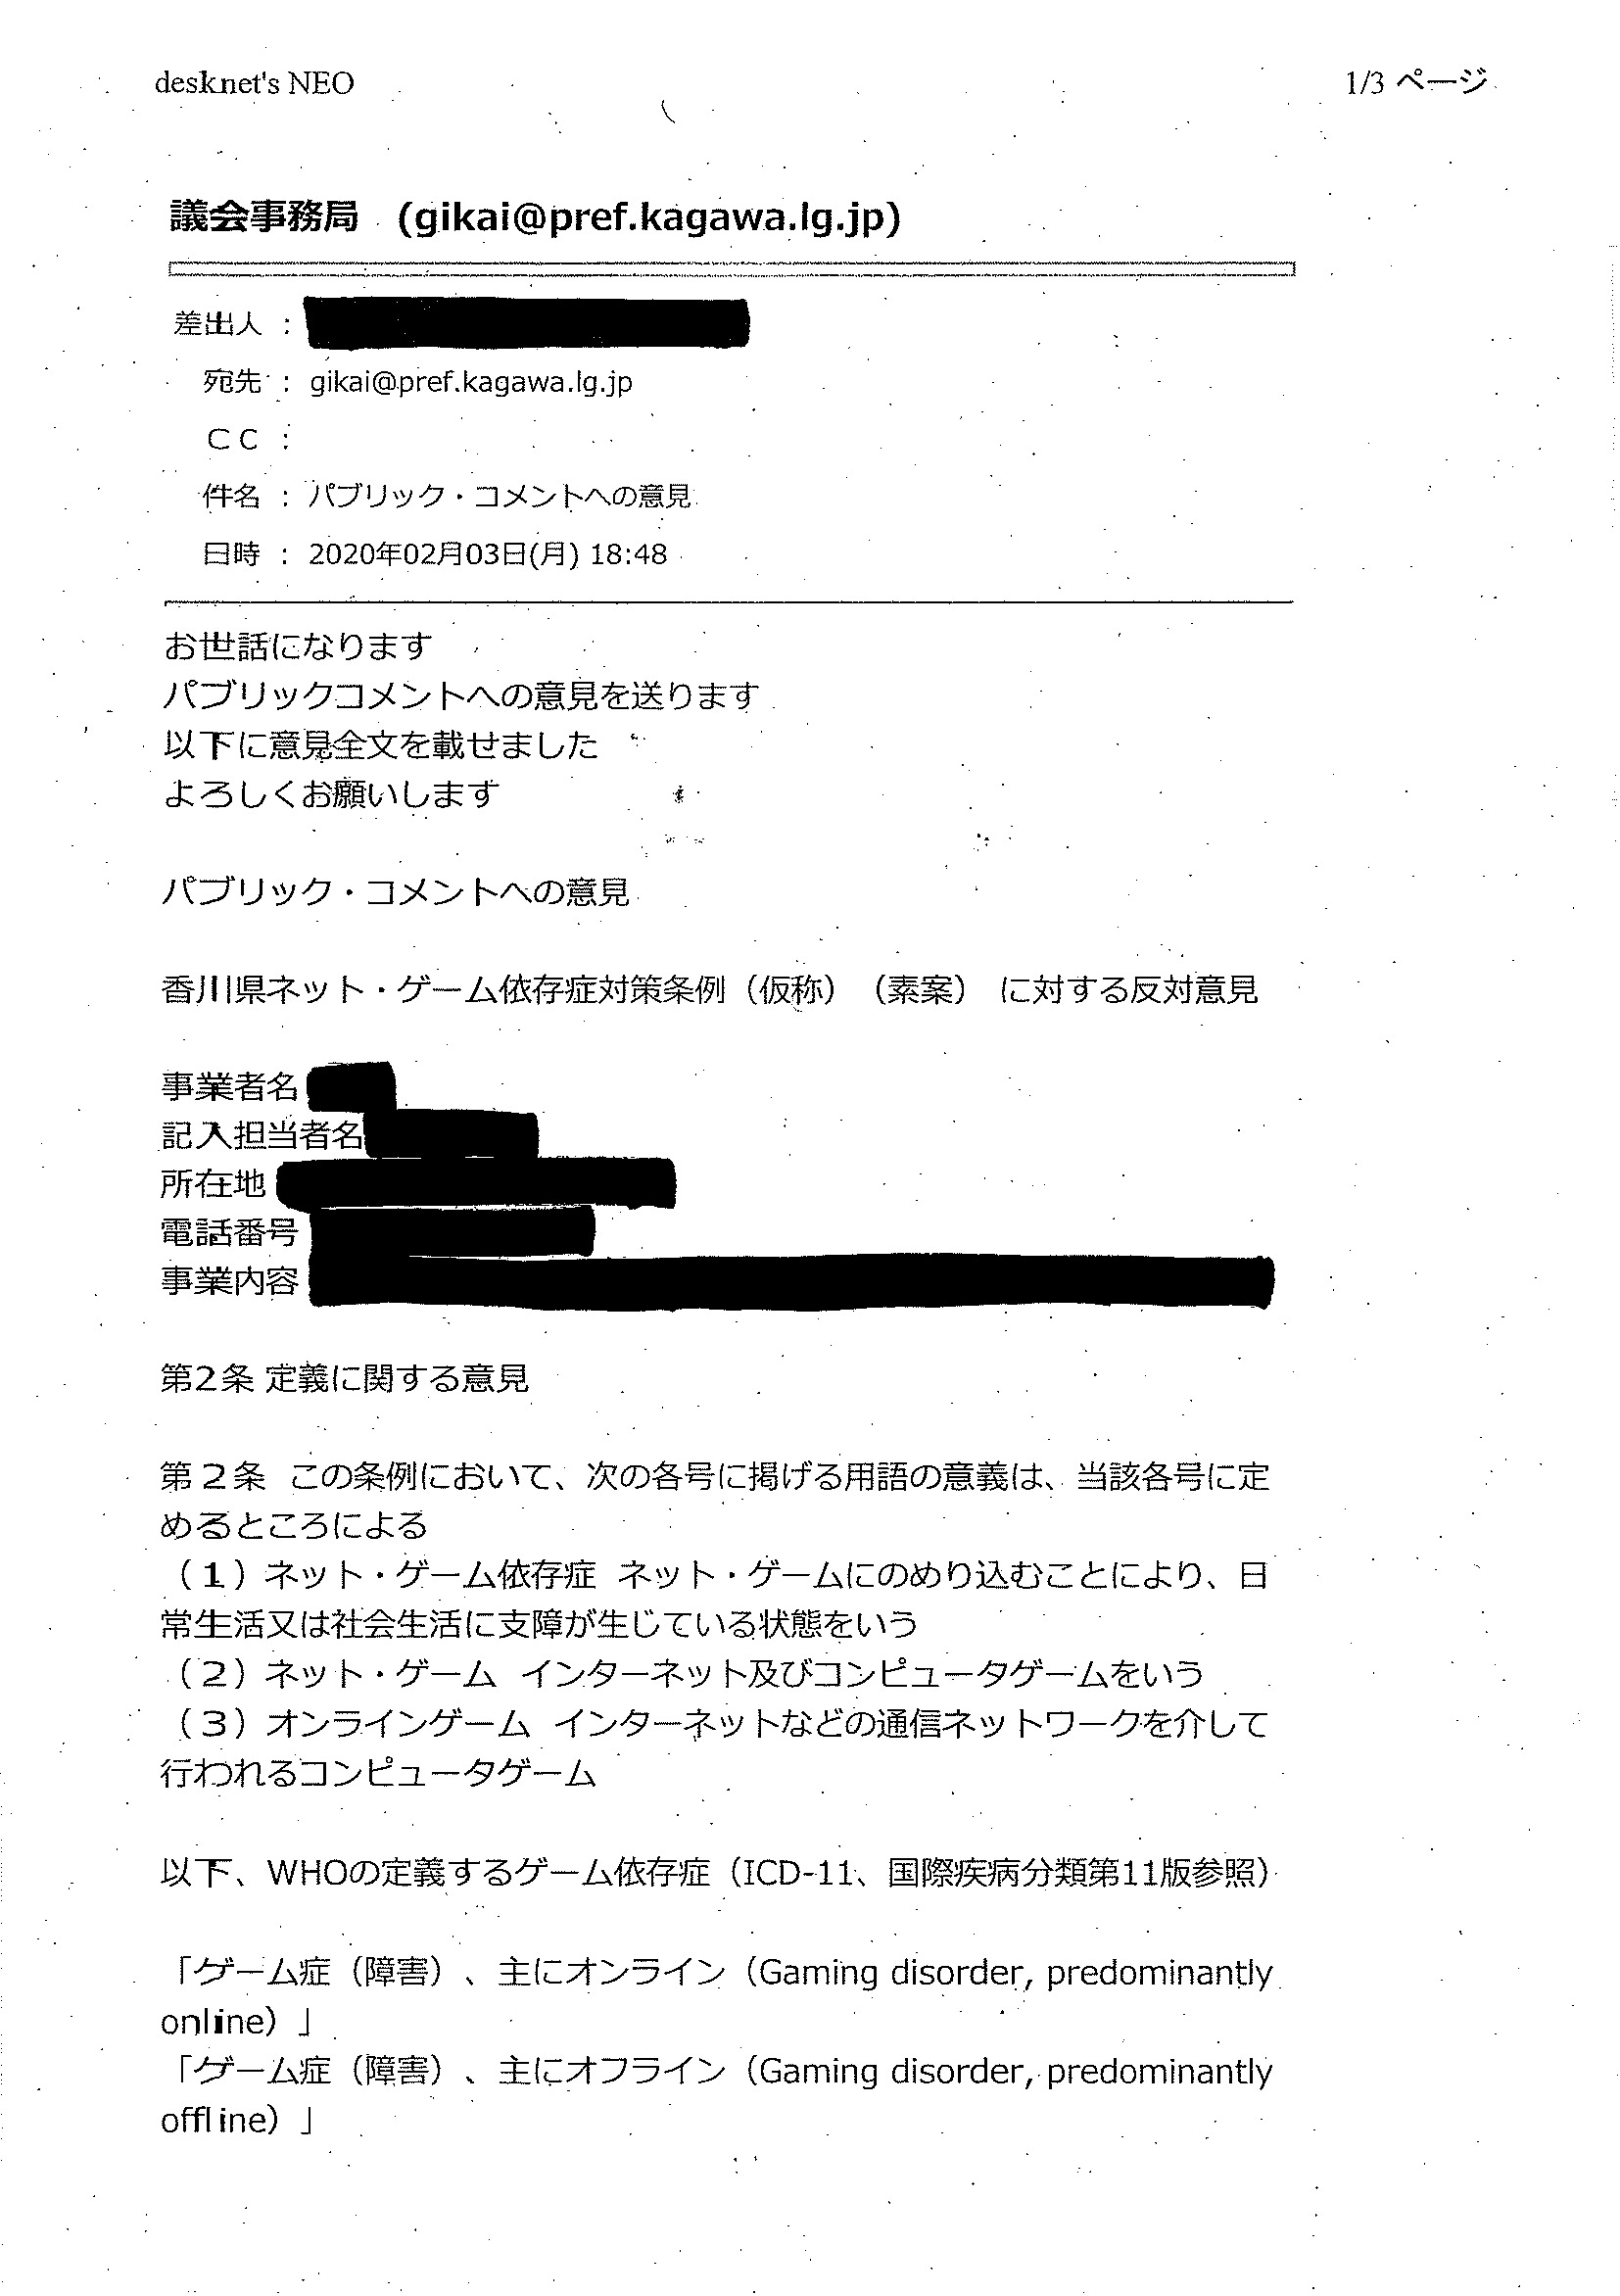 desknet's NEO
1/3 ページ
議会事務局 (gikai@pref.kagawa.lg.jp)
差出人 :
宛先 : gikai@pref.kagawa.lg.jp
ＣＣ :
件名 : パブリック・コメントへの意見
日時 : 2020年02月03日(月) 18:48
お世話になります
パブリックコメントへの意見を送ります
以下に意見全文を載せました
よろしくお願いします
パブリック・コメントへの意見
香川県ネット・ゲーム依存症対策条例（仮称）（素案） に対する反対意見
事業者名
記入担当者名
所在地
電話番号
事業内容
第2条 定義に関する意見
第２条 この条例において、次の各号に掲げる用語の意義は、当該各号に定
めるところによる
（１）ネット・ゲーム依存症 ネット・ゲームにのめり込むことにより、日
常生活又は社会生活に支障が生じている状態をいう
（２）ネット・ゲーム インターネット及びコンピュータゲームをいう
（３）オンラインゲーム インターネットなどの通信ネットワークを介して
行われるコンピュータゲーム
以下、WHOの定義するゲーム依存症（ICD-11、国際疾病分類第11版参照）
「ゲーム症（障害）、主にオンライン（Gaming disorder, predominantly
online）」
「ゲーム症（障害）、主にオフライン（Gaming disorder, predominantly
offline）」